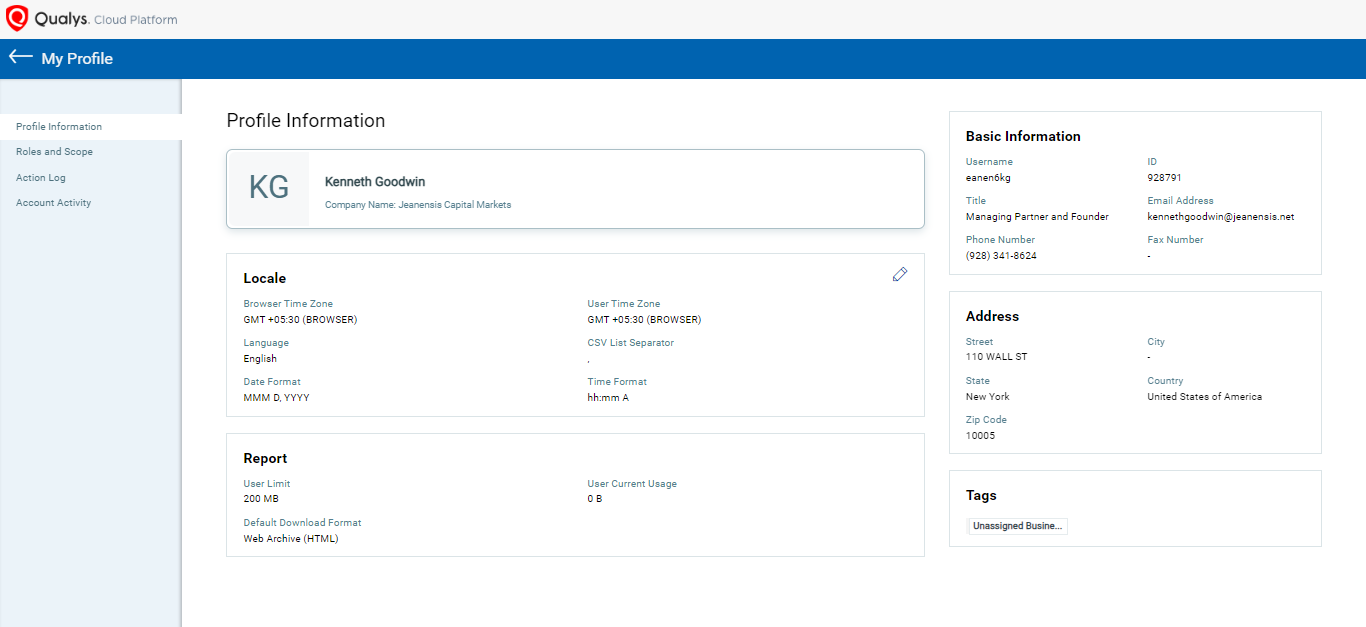 Qualys. Cloud Platform
My Profile
Profile Information
Roles and Scope
Action Log
Account Activity
Profile Information
KG
Kenneth Goodwin
Company Name: Jeanensis Capital Markets
Locale
Browser Time Zone
GMT +05:30 (BROWSER)
User Time Zone
GMT +05:30 (BROWSER)
Language
English
CSV List Separator
,
Date Format
MMM D, YYYY
Time Format
hh:mm A
Report
User Limit
200 MB
User Current Usage
0 B
Default Download Format
Web Archive (HTML)
Basic Information
Username
eanen6kg
ID
928791
Title
Managing Partner and Founder
Email Address
kennethgoodwin@jeanensis.net
Phone Number
(928) 341-8624
Fax Number
-
Address
Street
110 WALL ST
City
-
State
New York
Country
United States of America
Zip Code
10005
Tags
Unassigned Busine...